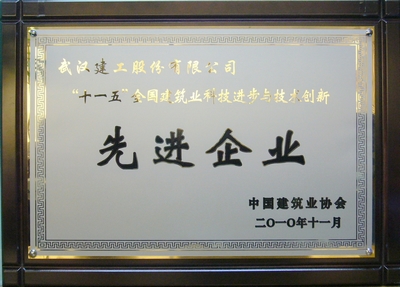 武汉建工股份有限公司
“十一五”全国建筑业科技进步与技术创新
先进企业
中国建筑业协会
二〇一〇年十一月